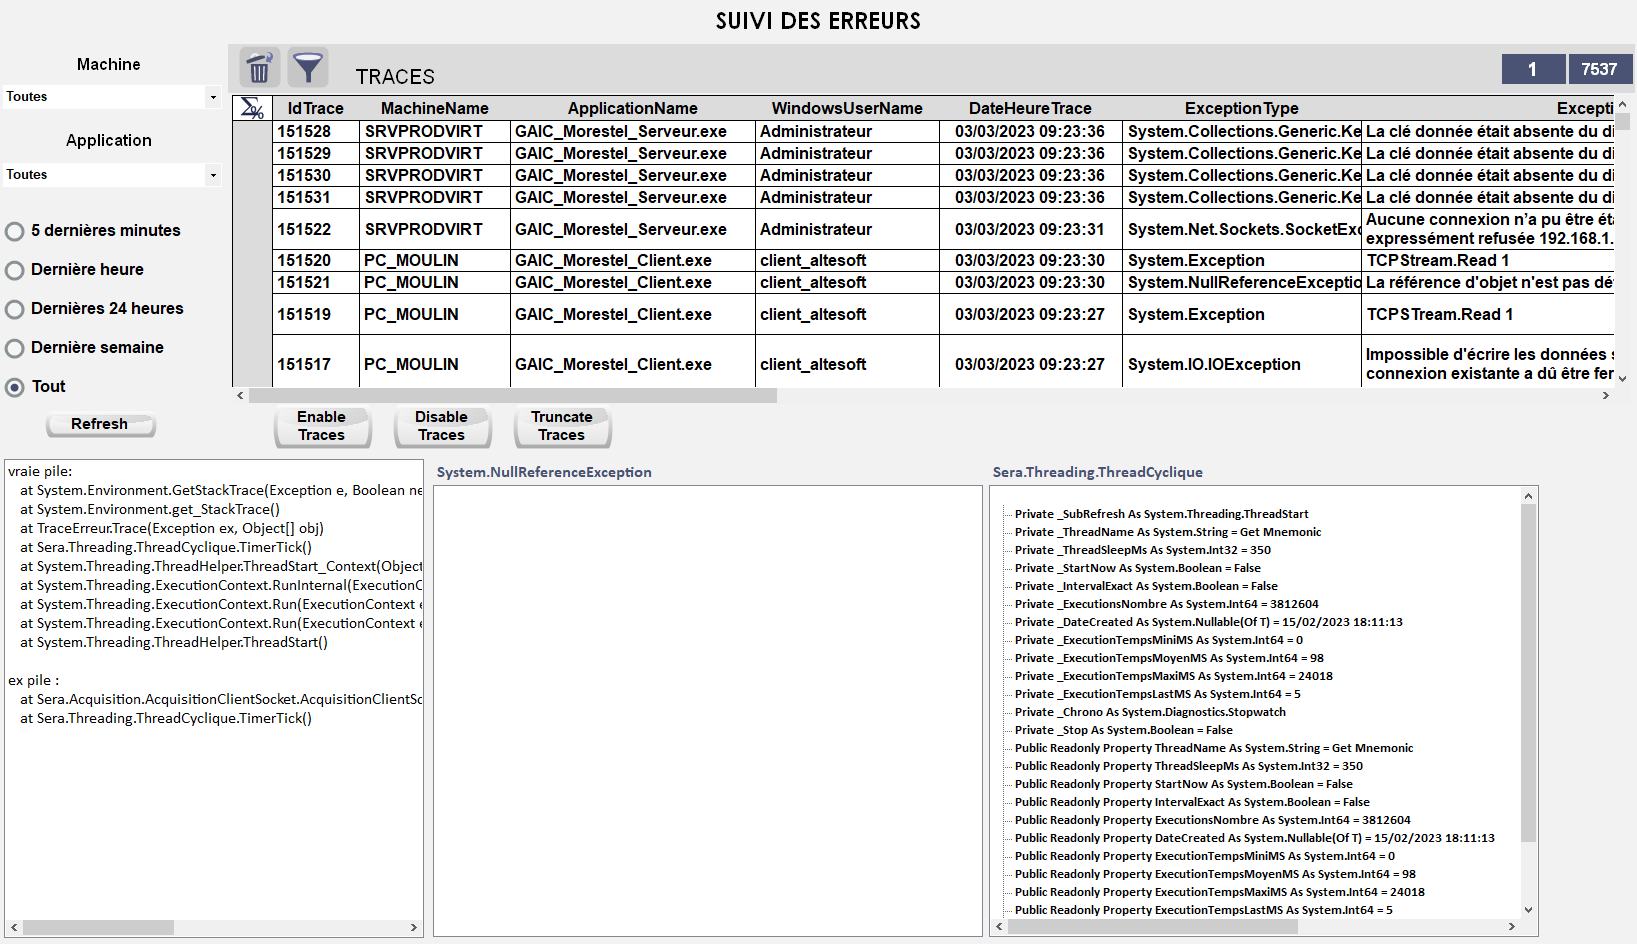 SUIVI DES ERREURS
Machine
Toutes
Application
Toutes
5 dernières minutes
Dernière heure
Dernières 24 heures
Dernière semaine
Tout
Refresh
TRACES
1
7537
IdTrace MachineName ApplicationName WindowsUserName DateHeureTrace ExceptionType Excepti
151528 SRVPRODVIRT GAIC_Morestel_Serveur.exe Administrateur 03/03/2023 09:23:36 System.Collections.Generic.Ke La clé donnée était absente du di
151529 SRVPRODVIRT GAIC_Morestel_Serveur.exe Administrateur 03/03/2023 09:23:36 System.Collections.Generic.Ke La clé donnée était absente du di
151530 SRVPRODVIRT GAIC_Morestel_Serveur.exe Administrateur 03/03/2023 09:23:36 System.Collections.Generic.Ke La clé donnée était absente du di
151531 SRVPRODVIRT GAIC_Morestel_Serveur.exe Administrateur 03/03/2023 09:23:36 System.Collections.Generic.Ke La clé donnée était absente du di
151522 SRVPRODVIRT GAIC_Morestel_Serveur.exe Administrateur 03/03/2023 09:23:31 System.Net.Sockets.SocketExc Aucune connexion n'a pu être éta
expressément refusée 192.168.1.
151520 PC_MOULIN GAIC_Morestel_Client.exe client_altesoft 03/03/2023 09:23:30 System.Exception TCPStream.Read 1
151521 PC_MOULIN GAIC_Morestel_Client.exe client_altesoft 03/03/2023 09:23:30 System.NullReferenceExceptio La référence d'objet n'est pas dé
151519 PC_MOULIN GAIC_Morestel_Client.exe client_altesoft 03/03/2023 09:23:27 System.Exception TCPSTream.Read 1
151517 PC_MOULIN GAIC_Morestel_Client.exe client_altesoft 03/03/2023 09:23:27 System.IO.IOException Impossible d'écrire les données s
connexion existante a dû être fer
Enable Traces
Disable Traces
Truncate Traces
vraie pile:
at System.Environment.GetStackTrace(Exception e, Boolean ne
at System.Environment.get_StackTrace()
at TraceErreur.Trace(Exception ex, Object[] obj)
at Sera.Threading.ThreadCyclique.TimerTick()
at System.Threading.ThreadHelper.ThreadStart_Context(Object
at System.Threading.ExecutionContext.RunInternal(ExecutionC
at System.Threading.ExecutionContext.Run(ExecutionContext e
at System.Threading.ExecutionContext.Run(ExecutionContext e
at System.Threading.ThreadHelper.ThreadStart()
ex pile :
at Sera.Acquisition.AcquisitionClientSocket.AcquisitionClientSo
at Sera.Threading.ThreadCyclique.TimerTick()
System.NullReferenceException
Sera.Threading.ThreadCyclique
Private _SubRefresh As System.Threading.ThreadStart
Private _ThreadName As System.String = Get Mnemonic
Private _ThreadSleepMs As System.Int32 = 350
Private _StartNow As System.Boolean = False
Private _IntervalExact As System.Boolean = False
Private _ExecutionsNombre As System.Int64 = 3812604
Private _DateCreated As System.Nullable(Of T) = 15/02/2023 18:11:13
Private _ExecutionTempsMiniMS As System.Int64 = 0
Private _ExecutionTempsMoyenMS As System.Int64 = 98
Private _ExecutionTempsMaxiMS As System.Int64 = 24018
Private _ExecutionTempsLastMS As System.Int64 = 5
Private _Chrono As System.Diagnostics.Stopwatch
Private _Stop As System.Boolean = False
Public Readonly Property ThreadName As System.String = Get Mnemonic
Public Readonly Property ThreadSleepMs As System.Int32 = 350
Public Readonly Property StartNow As System.Boolean = False
Public Readonly Property IntervalExact As System.Boolean = False
Public Readonly Property ExecutionsNombre As System.Int64 = 3812604
Public Readonly Property DateCreated As System.Nullable(Of T) = 15/02/2023 18:11:13
Public Readonly Property ExecutionTempsMiniMS As System.Int64 = 0
Public Readonly Property ExecutionTempsMoyenMS As System.Int64 = 98
Public Readonly Property ExecutionTempsMaxiMS As System.Int64 = 24018
Public Readonly Property ExecutionTempsLastMS As System.Int64 = 5